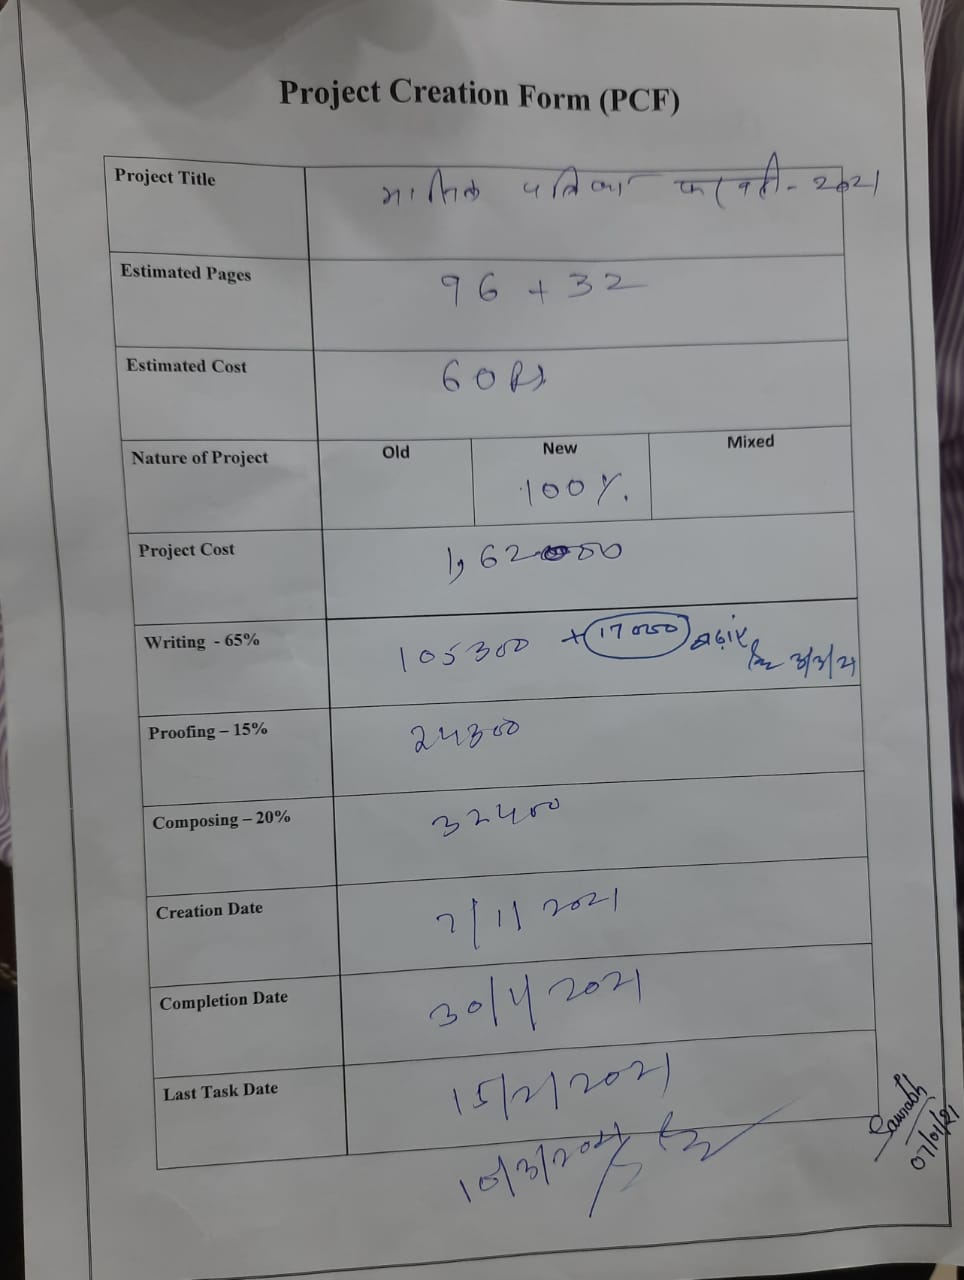 Project Creation Form (PCF)
Project Title मासिक पत्रिका फरवरी - 2021
Estimated Pages 96 + 32
Estimated Cost 60 Rs
Nature of Project Old New Mixed
100%.
Project Cost 1,62000
Writing - 65% 105300 + 17000 3/3/21
Proofing – 15% 24300
Composing – 20% 32400
Creation Date 7/1/2021
Completion Date 30/4/2021
Last Task Date 15/2/2021
10/3/2021
Saurabh
07/01/21